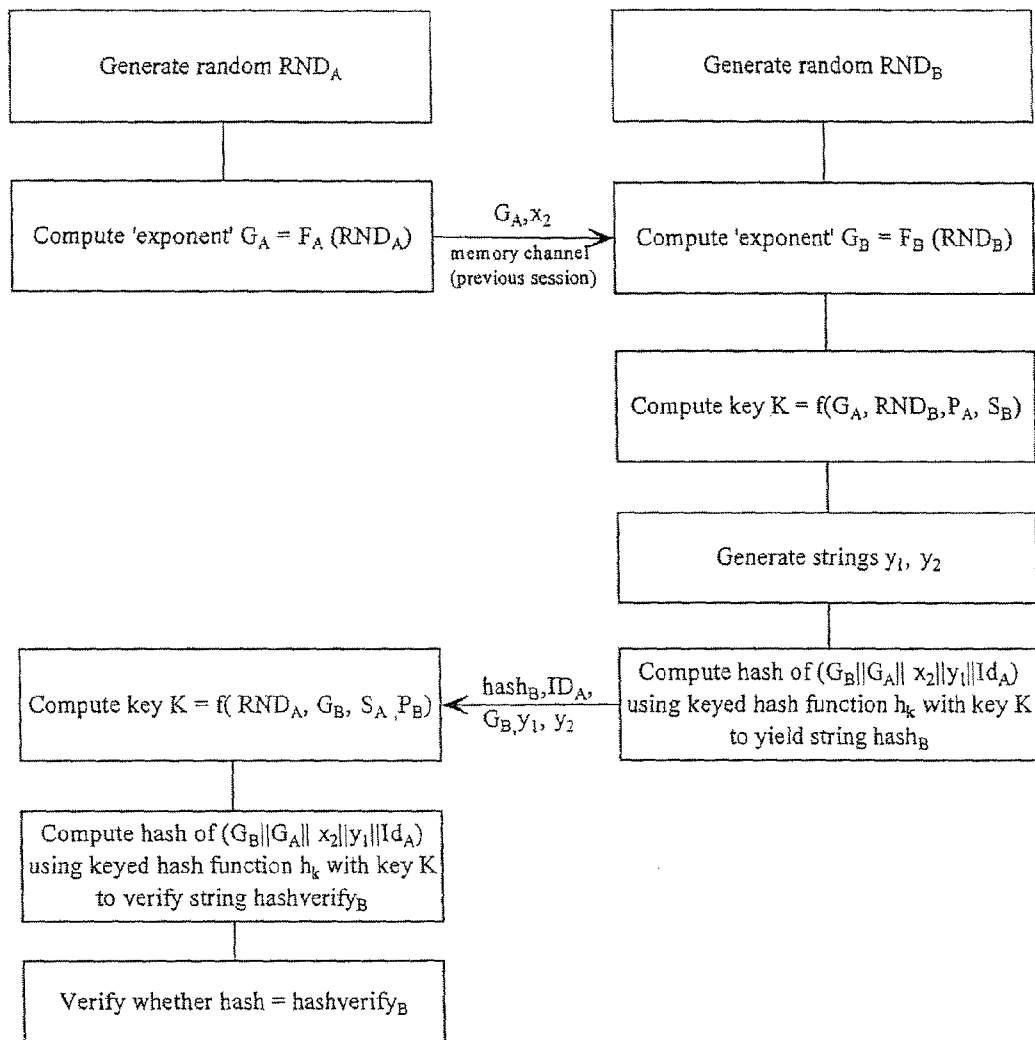 Generate random RND_A
Generate random RND_B
Compute 'exponent' G_A = F_A (RND_A)
G_A,x_2
memory channel
(previous session)
Compute 'exponent' G_B = F_B (RND_B)
Compute key K = f(G_A, RND_B,P_A, S_B)
Generate strings y_1, y_2
Compute hash of (G_B||G_A|| x_2||y_1||Id_A)
using keyed hash function h_k with key K
to yield string hash_B
hash_B,ID_A,
G_B,y_1, y_2
Compute key K = f( RND_A, G_B, S_A ,P_B)
Compute hash of (G_B||G_A|| x_2||y_1||Id_A)
using keyed hash function h_k with key K
to verify string hashverify_B
Verify whether hash = hashverify_B